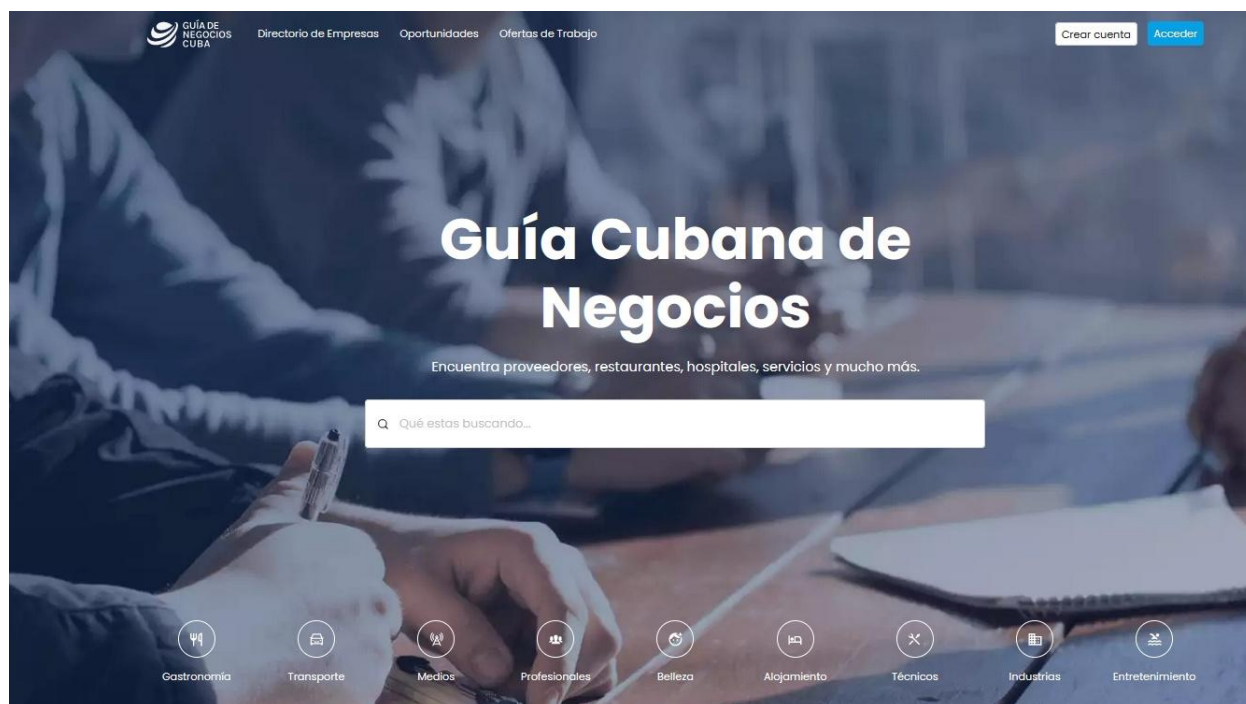 GUÍA DE
NEGOCIOS
CUBA
Directorio de Empresas
Oportunidades
Ofertas de Trabajo
Crear cuenta
Acceder
Guía Cubana de
Negocios
Encuentra proveedores, restaurantes, hospitales, servicios y mucho más.
Qué estas buscando...
Gastronomía
Transporte
Medios
Profesionales
Belleza
Alojamiento
Técnicos
Industrias
Entretenimiento